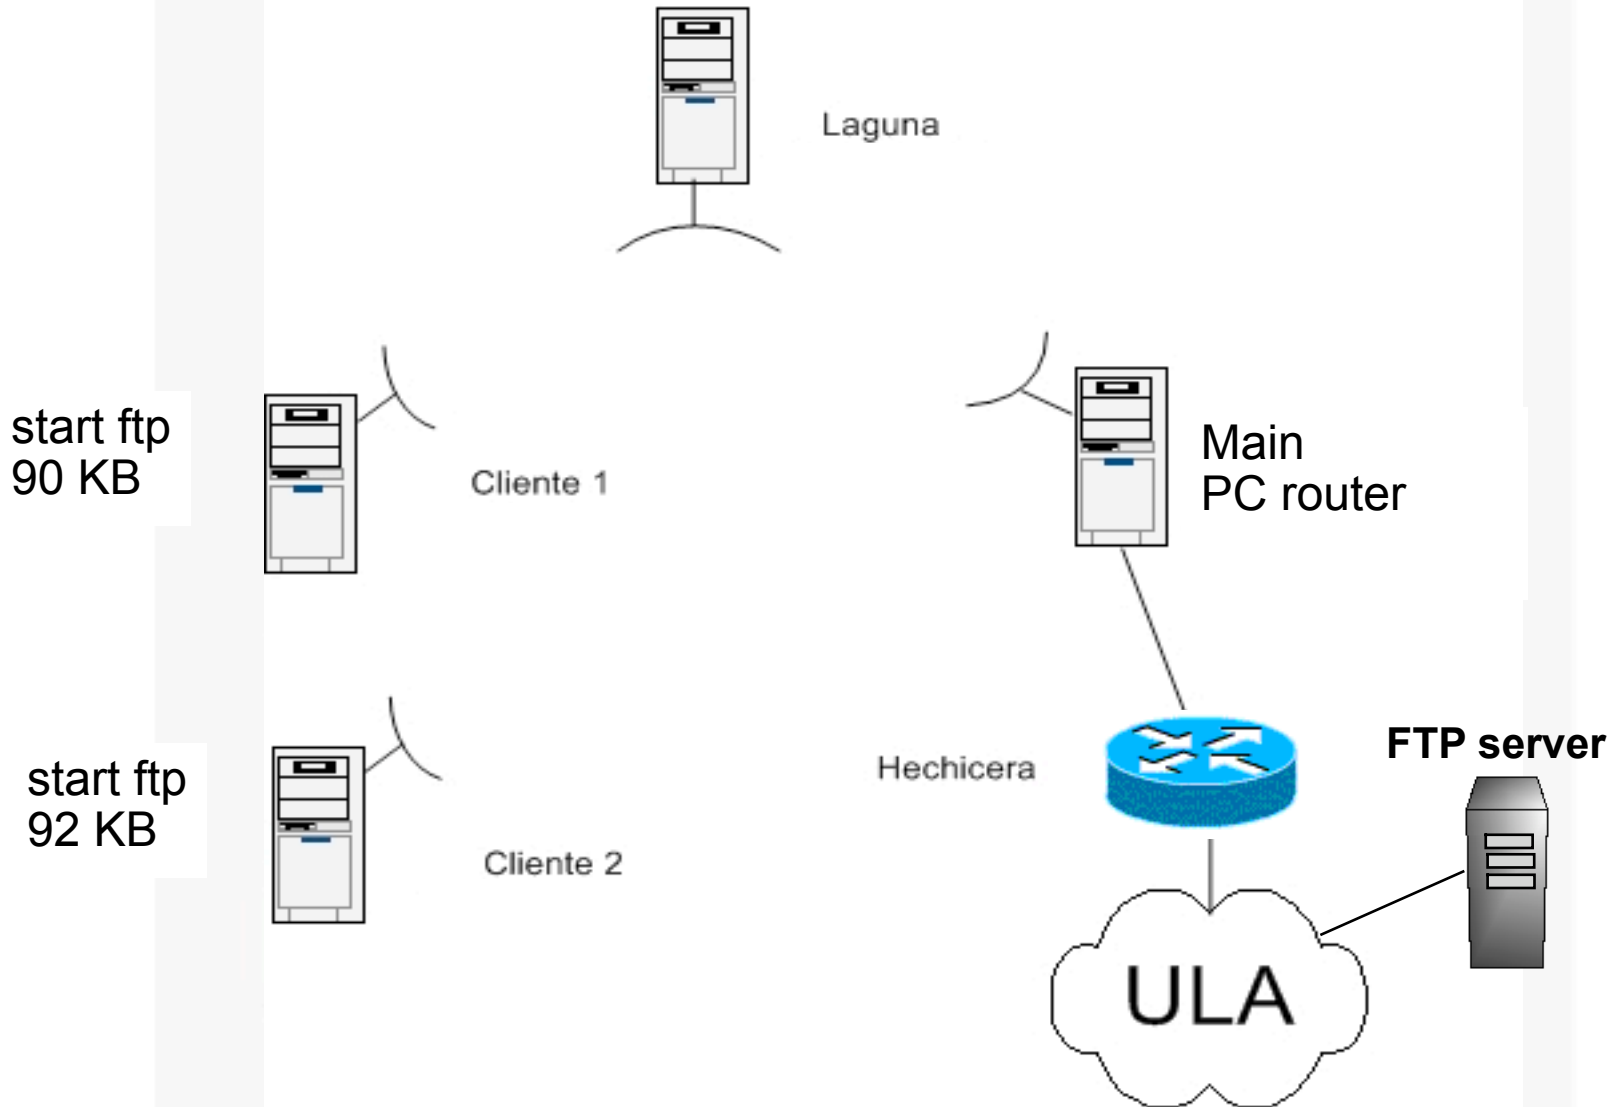 Laguna
start ftp
90 KB
Cliente 1
Main
PC router
start ftp
92 KB
Cliente 2
Hechicera
FTP server
ULA